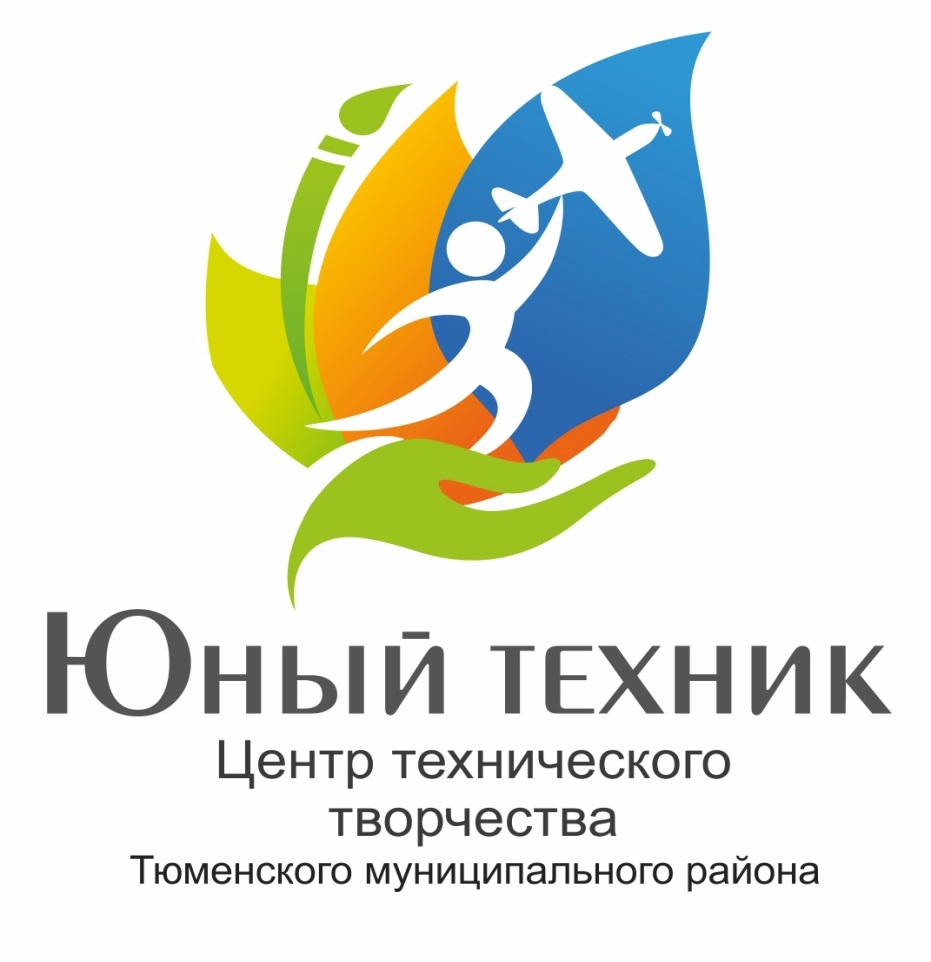 Юный техник
Центр технического
творчества
Тюменского муниципального района